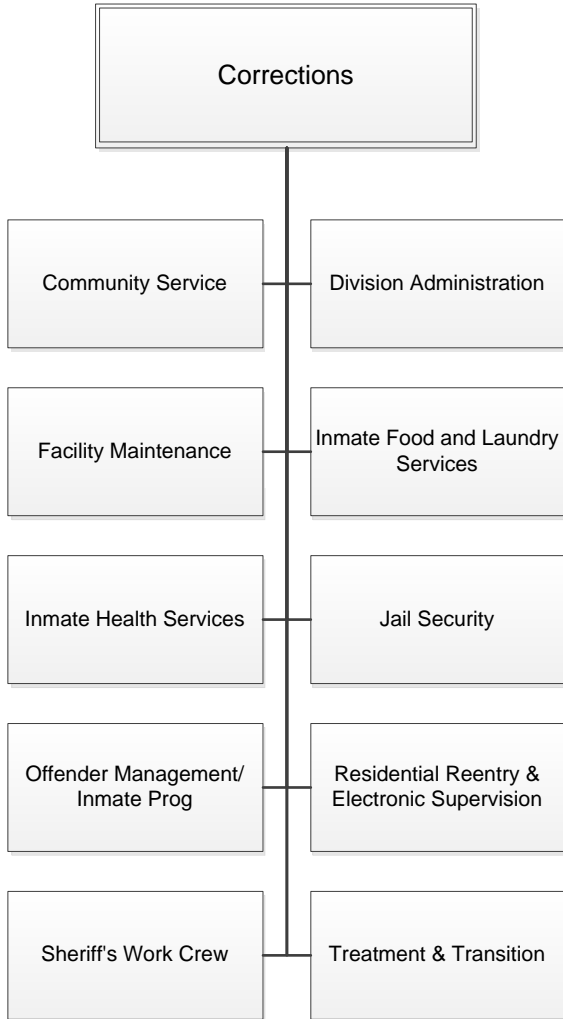 Corrections
Community Service
Division Administration
Facility Maintenance
Inmate Food and Laundry
Services
Inmate Health Services
Jail Security
Offender Management/
Inmate Prog
Residential Reentry &
Electronic Supervision
Sheriff's Work Crew
Treatment & Transition